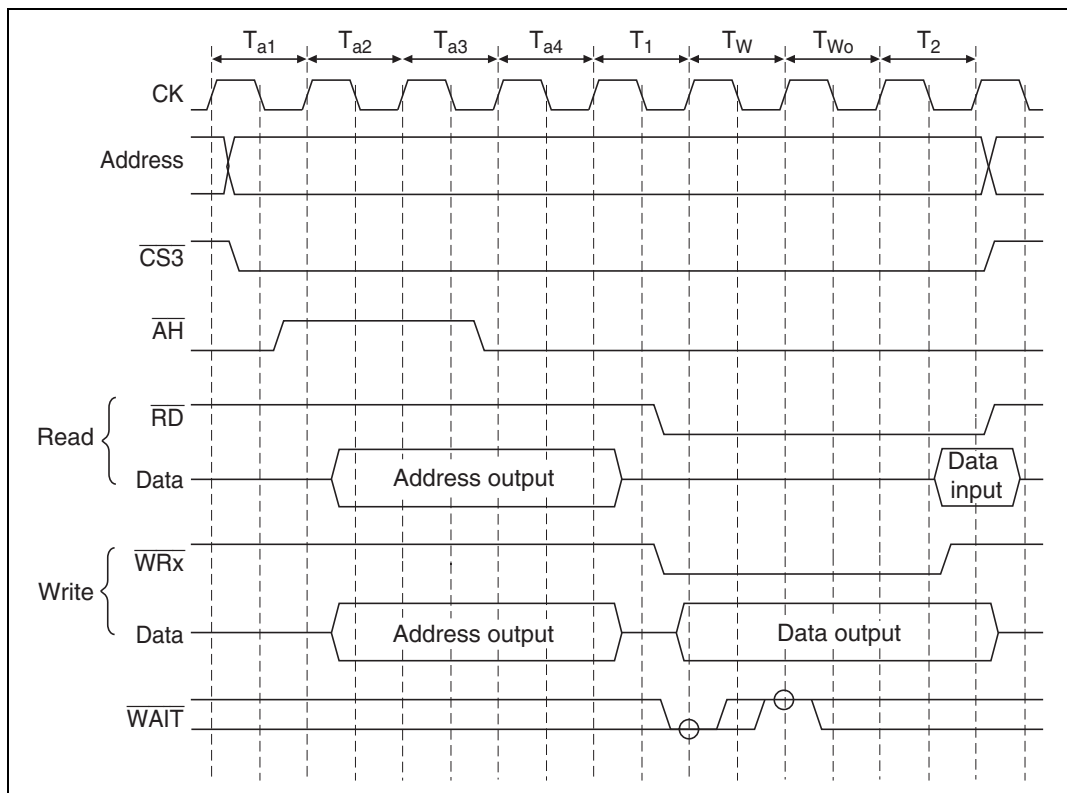 Ta1 Ta2 Ta3 Ta4 T1 TW TWo T2
CK
Address
CS3
AH
Read
RD
Data Address output Data input
Write
WRx
Data Address output Data output
WAIT